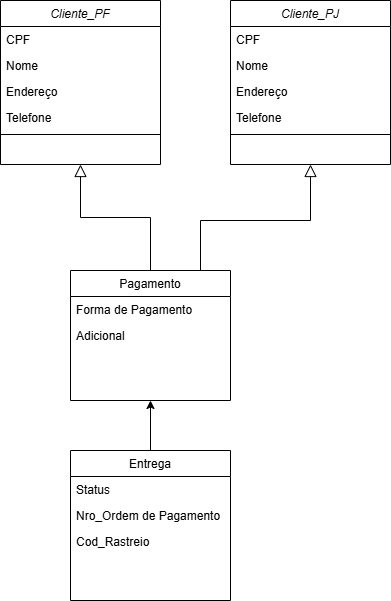 Cliente_PF
CPF
Nome
Endereço
Telefone
Cliente_PJ
CPF
Nome
Endereço
Telefone
Pagamento
Forma de Pagamento
Adicional
Entrega
Status
Nro_Ordem de Pagamento
Cod_Rastreio